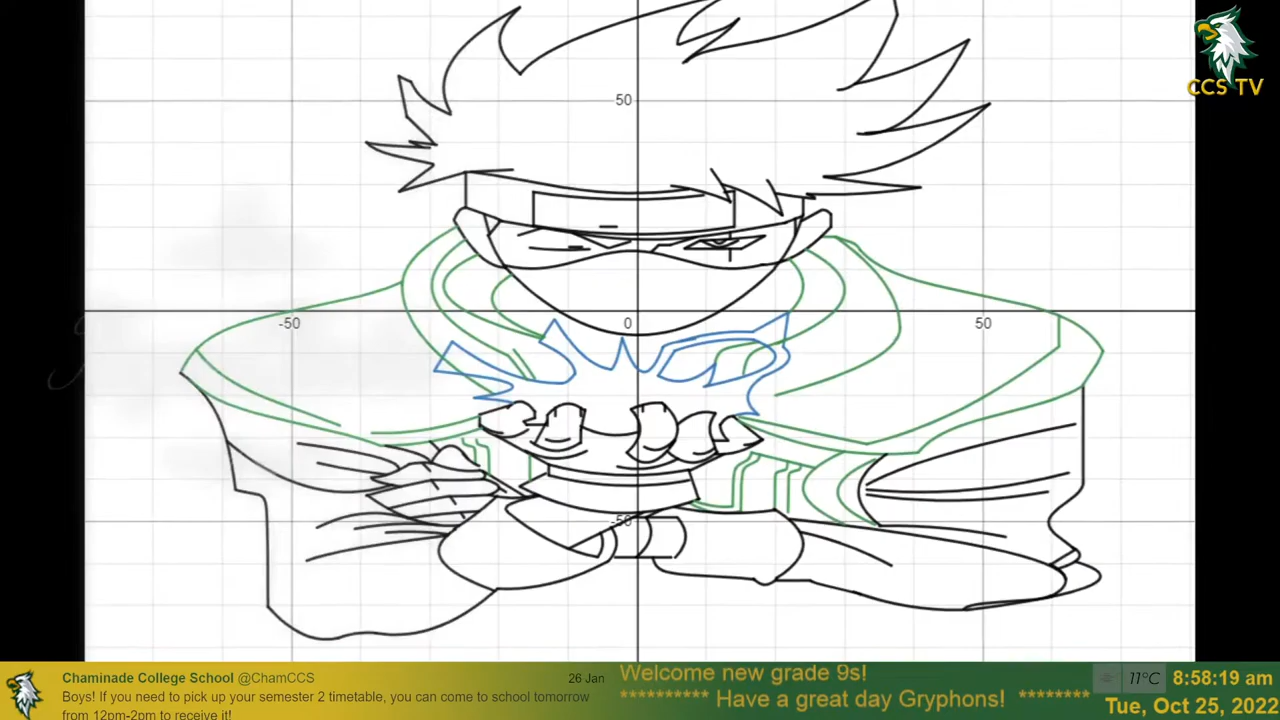 CCS TV
50
-50
0
50
-50
Chaminade College School @ChamCCS
26 Jan
Boys! If you need to pick up your semester 2 timetable, you can come to school tomorrow
from 12pm-2pm to receive it!
Welcome new grade 9s!
********** Have a great day Gryphons! ********
11°C
8:58:19 am
Tue, Oct 25, 2022